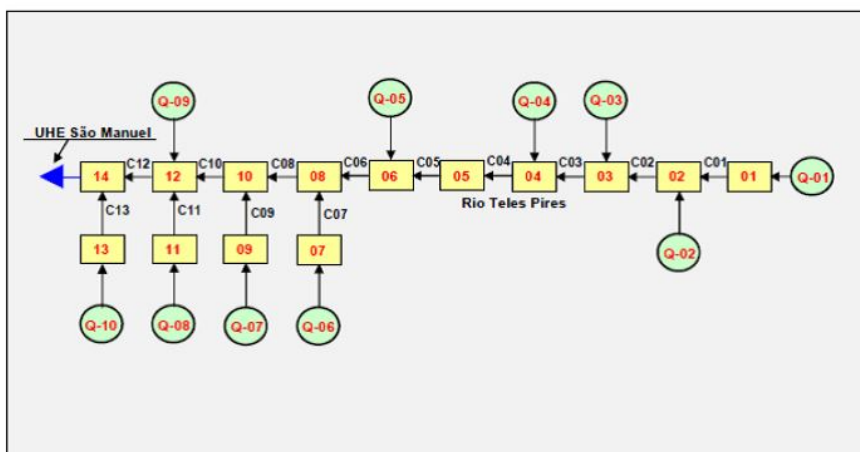 Q-09 Q-05 Q-04 Q-03
UHE São Manuel
C12 C10 C08 C06 C05 C04 C03 C02 C01
14 12 10 08 06 05 04 03 02 01 Q-01
Rio Teles Pires
C13 C11 C09 C07
13 11 09 07 Q-02
Q-10 Q-08 Q-07 Q-06